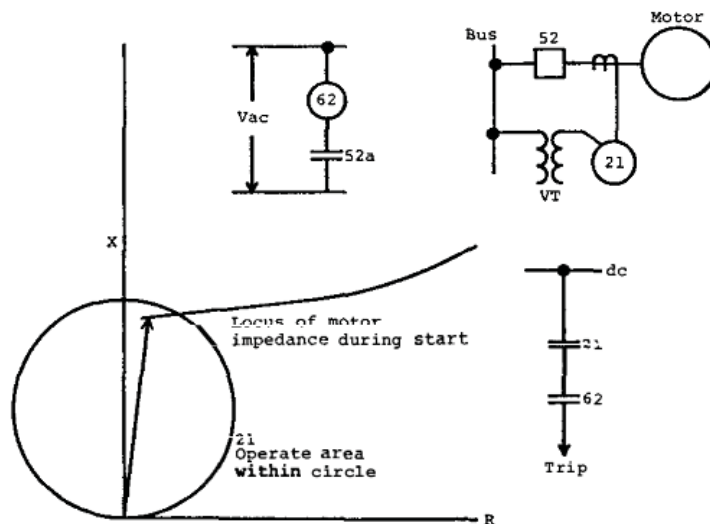 Motor
Bus
52
62
Vac
52a
21
VT
X
dc
Locus of motor
impedance during start
21
62
21
Operate area
within circle
Trip
R